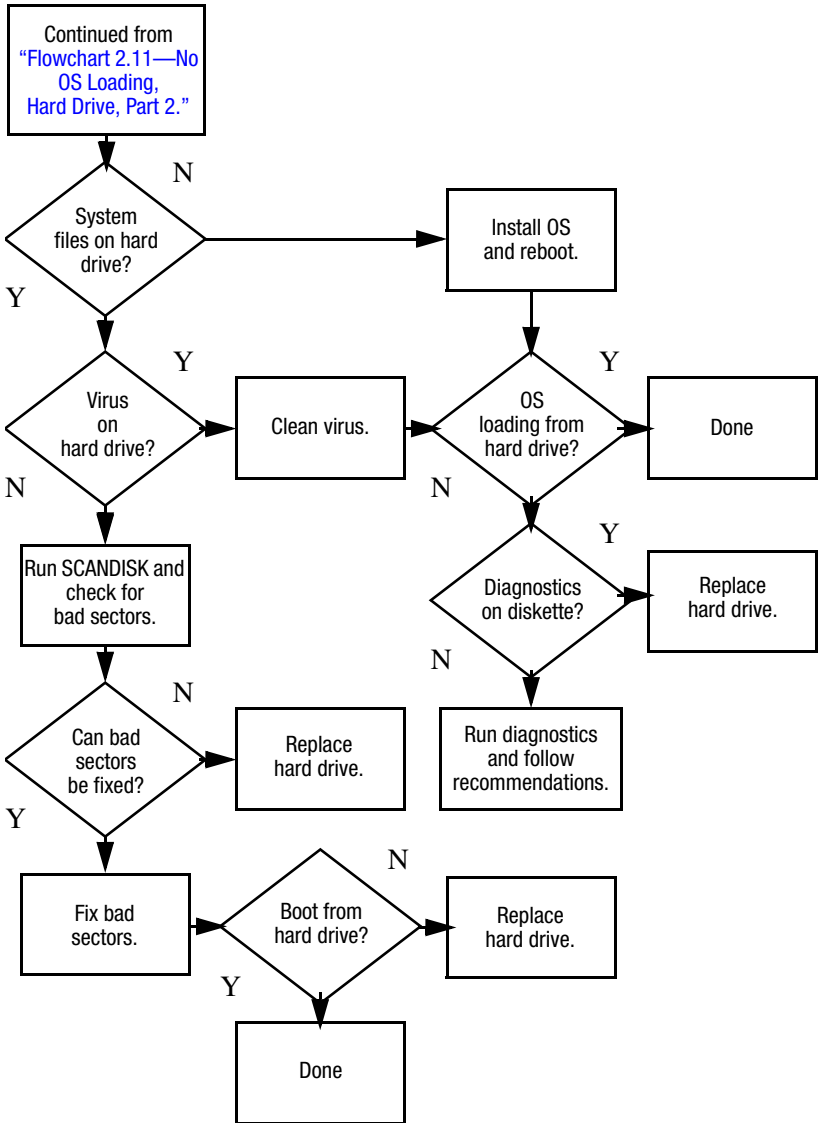 Continued from
“Flowchart 2.11—No
OS Loading,
Hard Drive, Part 2.”
N
System
files on hard
drive?
Y
Install OS
and reboot.
Y
Virus
on
hard drive?
N
Clean virus.
OS
loading from
hard drive?
Y
N
Done
Run SCANDISK and
check for
bad sectors.
Diagnostics
on diskette?
Y
N
Replace
hard drive.
Run diagnostics
and follow
recommendations.
N
Can bad
sectors
be fixed?
Y
Replace
hard drive.
Fix bad
sectors.
N
Boot from
hard drive?
Y
Replace
hard drive.
Done